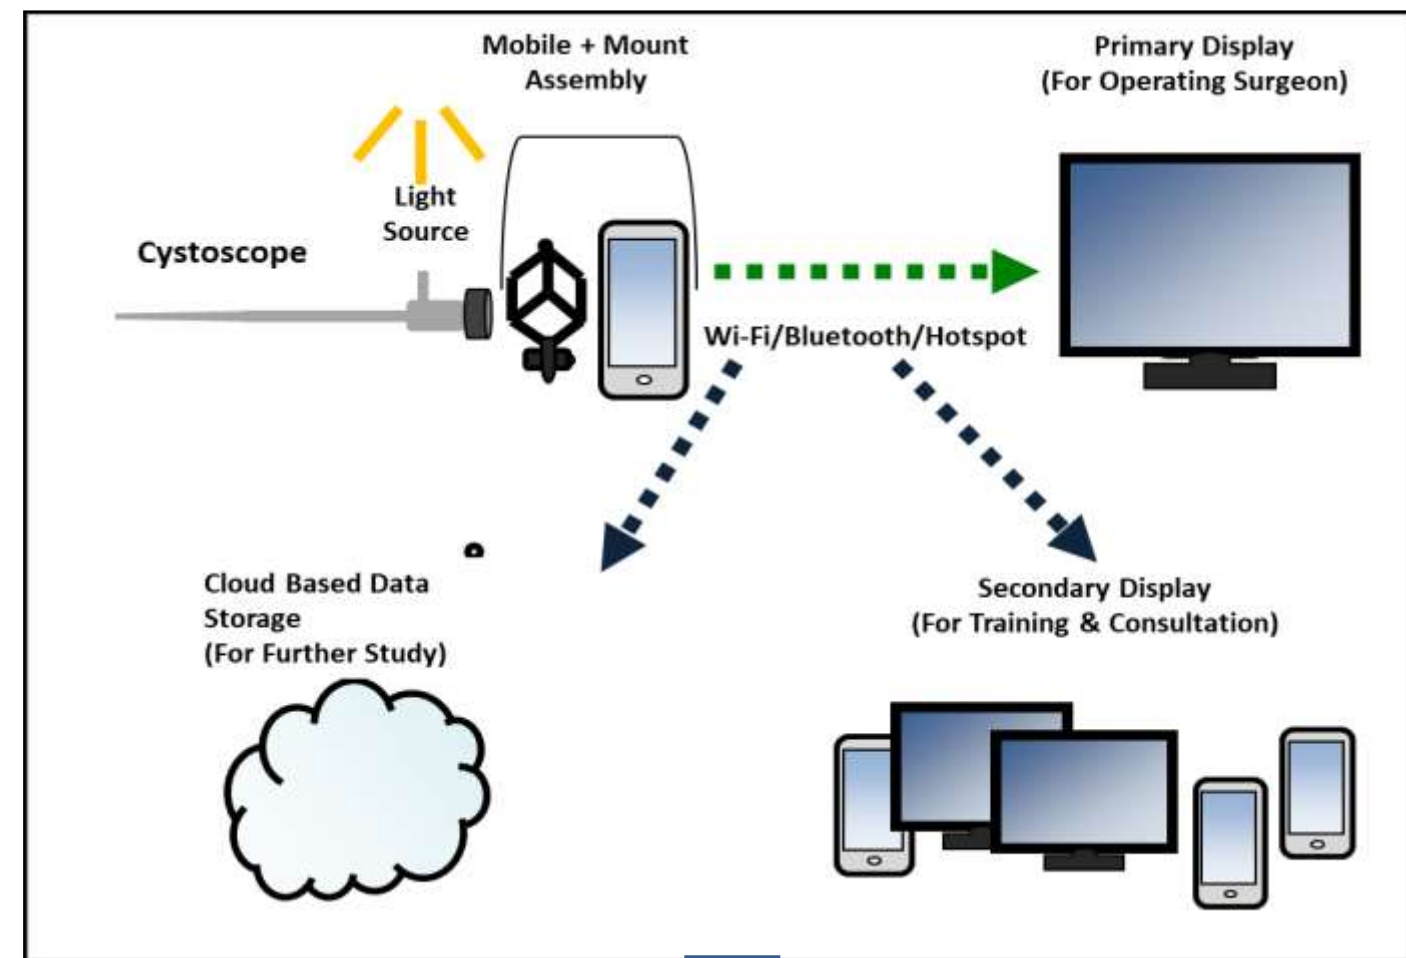 Mobile + Mount
Assembly
Primary Display
(For Operating Surgeon)
Light
Source
Cystoscope
Wi-Fi/Bluetooth/Hotspot
Cloud Based Data
Storage
(For Further Study)
Secondary Display
(For Training & Consultation)